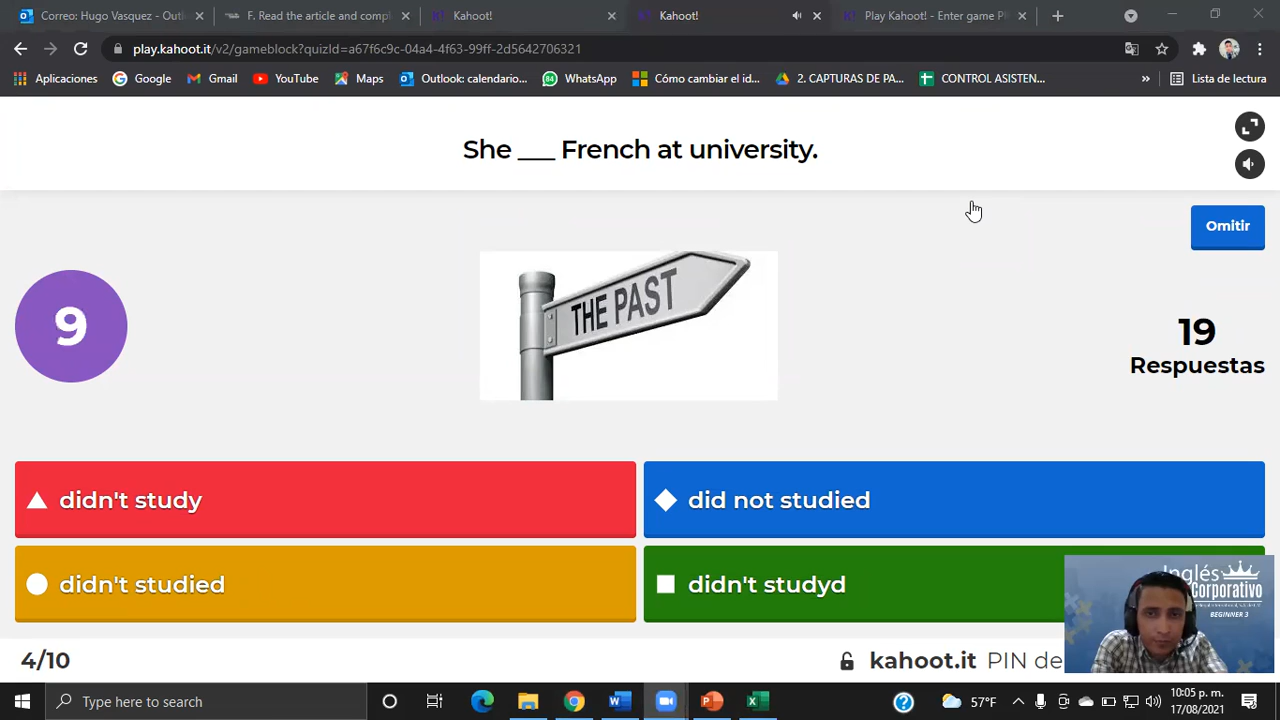 Correo: Hugo Vasquez - Outl
F. Read the article and compl
Kahoot!
Kahoot!
Play Kahoot! - Enter game PI
play.kahoot.it/v2/gameblock?quizId=a67f6c9c-04a4-4f63-99ff-2d5642706321
Aplicaciones
Google
Gmail
YouTube
Maps
Outlook: calendario...
84
WhatsApp
Cómo cambiar el id...
2. CAPTURAS DE PA...
CONTROL ASISTEN...
»
Lista de lectura
She ___ French at university.
Omitir
9
THE PAST
19
Respuestas
didn't study
did not studied
didn't studied
didn't studyd
Inglés
Corporativo
BEGINNER 3
4/10
kahoot.it PIN de
Type here to search
57°F
10:05 p. m.
17/08/2021